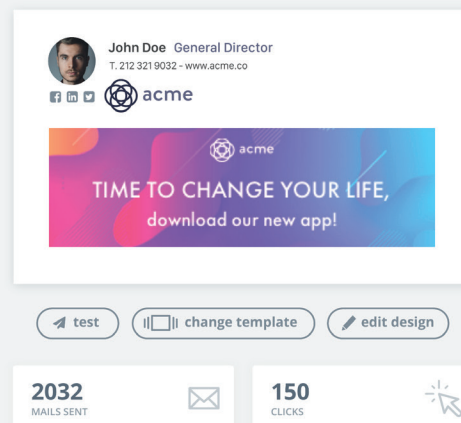 John Doe General Director
T. 212 321 9032 - www.acme.co
acme
acme
TIME TO CHANGE YOUR LIFE,
download our new app!
test
change template
edit design
2032
MAILS SENT
150
CLICKS